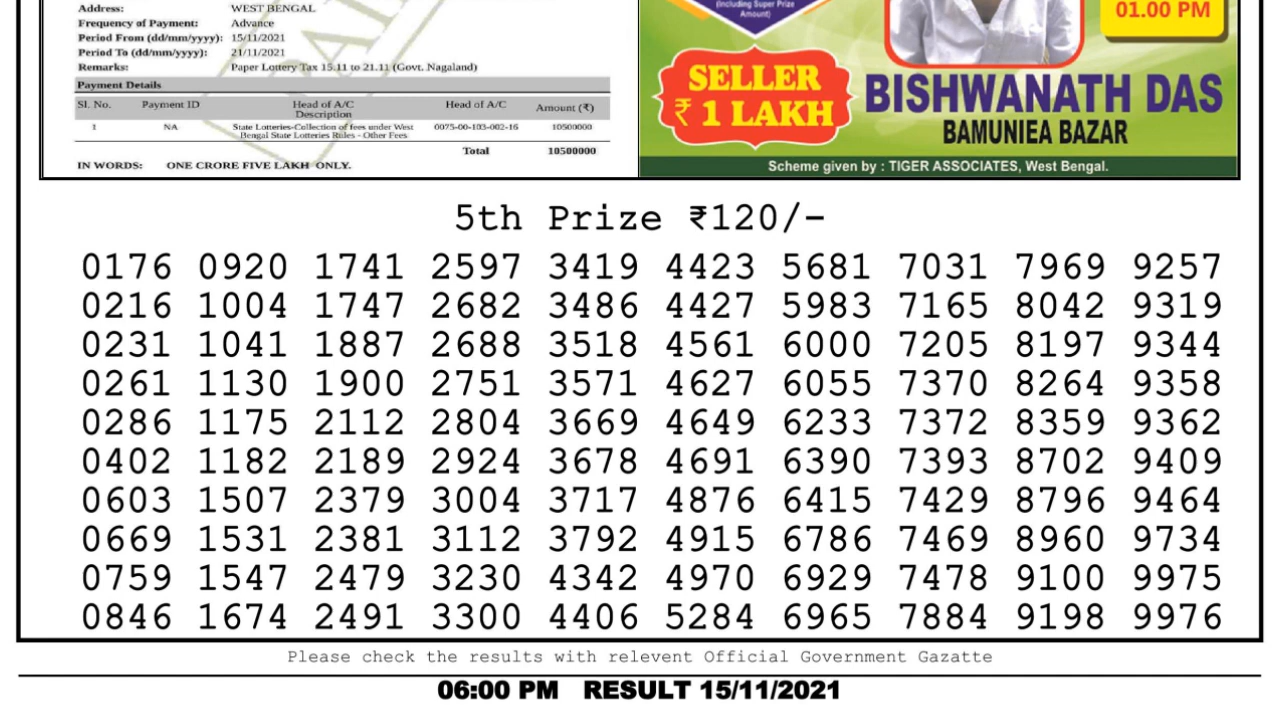 Address: WEST BENGAL
Frequency of Payment: Advance
Period From (dd/mm/yyyy): 15/11/2021
Period To (dd/mm/yyyy): 21/11/2021
Remarks: Paper Lottery Tax 15.11 to 21.11 (Govt. Nagaland)
Payment Details
Sl. No. Payment ID Head of A/C Description Head of A/C Amount (₹)
1 NA State Lotteries-Collection of fees under West Bengal State Lotteries Rules - Other Fees 0075-00-103-002-16 10500000
Total 10500000
IN WORDS: ONE CRORE FIVE LAKH ONLY.
(Including Super Prize
Amount)
01.00 PM
SELLER
₹ 1 LAKH
BISHWANATH DAS
BAMUNIEA BAZAR
Scheme given by : TIGER ASSOCIATES, West Bengal.
5th Prize ₹120/-
0176 0920 1741 2597 3419 4423 5681 7031 7969 9257
0216 1004 1747 2682 3486 4427 5983 7165 8042 9319
0231 1041 1887 2688 3518 4561 6000 7205 8197 9344
0261 1130 1900 2751 3571 4627 6055 7370 8264 9358
0286 1175 2112 2804 3669 4649 6233 7372 8359 9362
0402 1182 2189 2924 3678 4691 6390 7393 8702 9409
0603 1507 2379 3004 3717 4876 6415 7429 8796 9464
0669 1531 2381 3112 3792 4915 6786 7469 8960 9734
0759 1547 2479 3230 4342 4970 6929 7478 9100 9975
0846 1674 2491 3300 4406 5284 6965 7884 9198 9976
Please check the results with relevent Official Government Gazatte
06:00 PM RESULT 15/11/2021